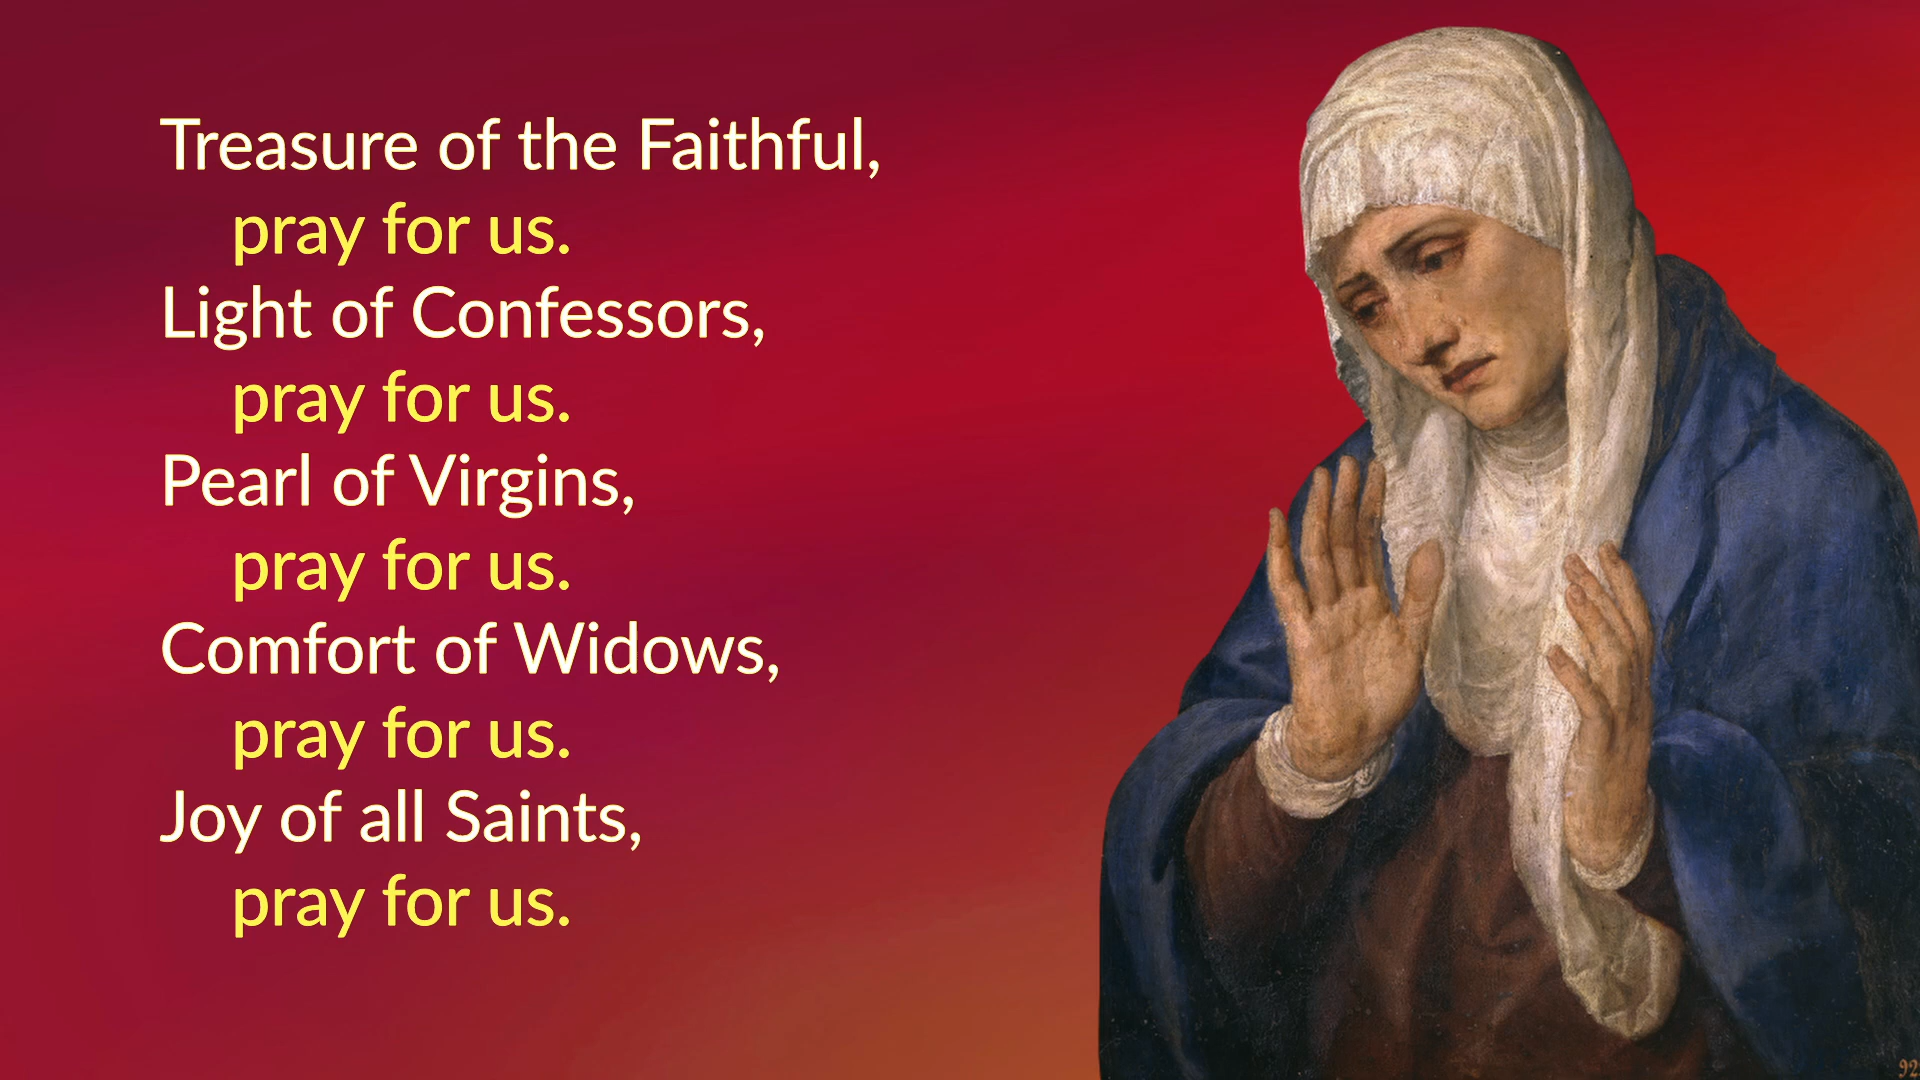 Treasure of the Faithful,
pray for us.
Light of Confessors,
pray for us.
Pearl of Virgins,
pray for us.
Comfort of Widows,
pray for us.
Joy of all Saints,
pray for us.
92